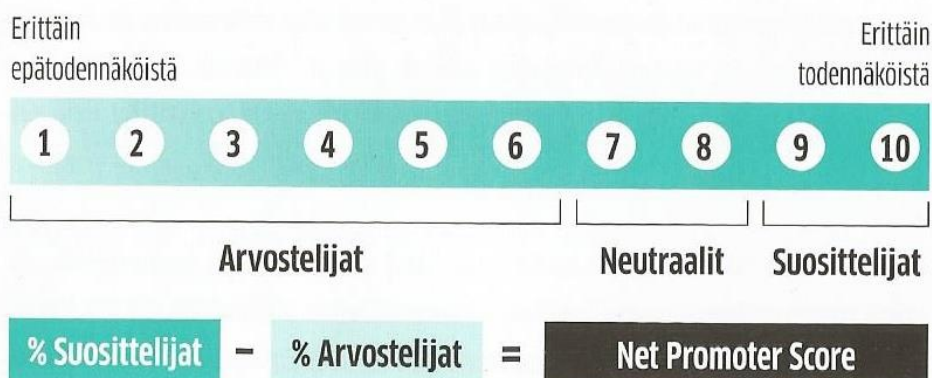 Erittäin
epätodennäköistä
Erittäin
todennäköistä
1 2 3 4 5 6 7 8 9 10
Arvostelijat Neutraalit Suosittelijat
% Suosittelijat – % Arvostelijat = Net Promoter Score